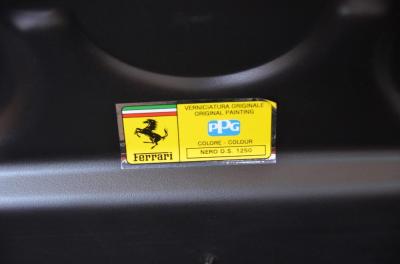 VERNICIATURA ORIGINALE
ORIGINAL PAINTING
PPG
COLORE - COLOUR
NERO D.S. 1250
Ferrari